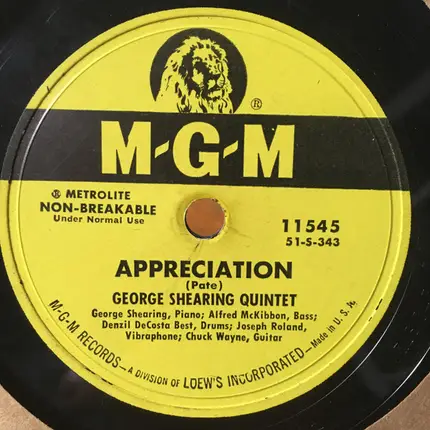 ®
M-G-M
® METROLITE
NON-BREAKABLE
Under Normal Use
11545
51-S-343
APPRECIATION
(Pate)
GEORGE SHEARING QUINTET
George Shearing, Piano; Alfred McKibbon, Bass;
Denzil DeCosta Best, Drums; Joseph Roland,
Vibraphone; Chuck Wayne, Guitar
M-G-M RECORDS—A DIVISION OF LOEW'S INCORPORATED—Made in U. S. A.